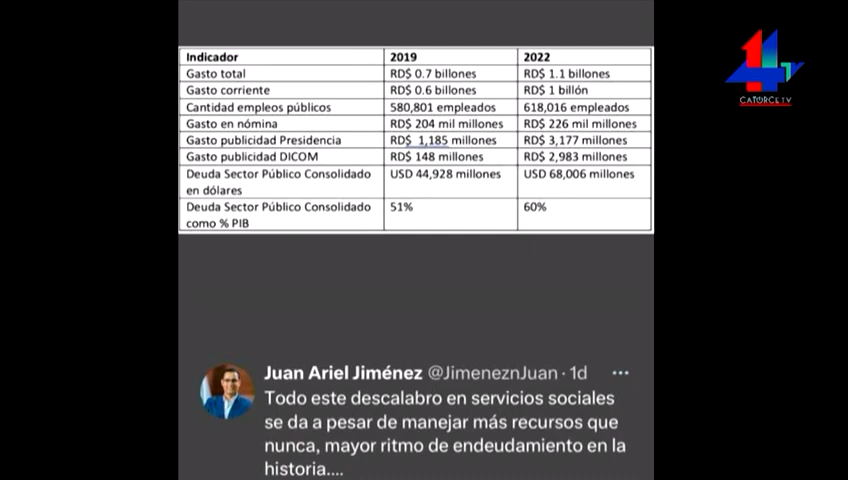 Indicador 2019 2022
Gasto total RD$ 0.7 billones RD$ 1.1 billones
Gasto corriente RD$ 0.6 billones RD$ 1 billón
Cantidad empleos públicos 580,801 empleados 618,016 empleados
Gasto en nómina RD$ 204 mil millones RD$ 226 mil millones
Gasto publicidad Presidencia RD$ 1,185 millones RD$ 3,177 millones
Gasto publicidad DICOM RD$ 148 millones RD$ 2,983 millones
Deuda Sector Público Consolidado USD 44,928 millones USD 68,006 millones
en dólares
Deuda Sector Público Consolidado 51% 60%
como % PIB
14 TV
CATORCE TV
Juan Ariel Jiménez @JimeneznJuan · 1d ...
Todo este descalabro en servicios sociales
se da a pesar de manejar más recursos que
nunca, mayor ritmo de endeudamiento en la
historia....